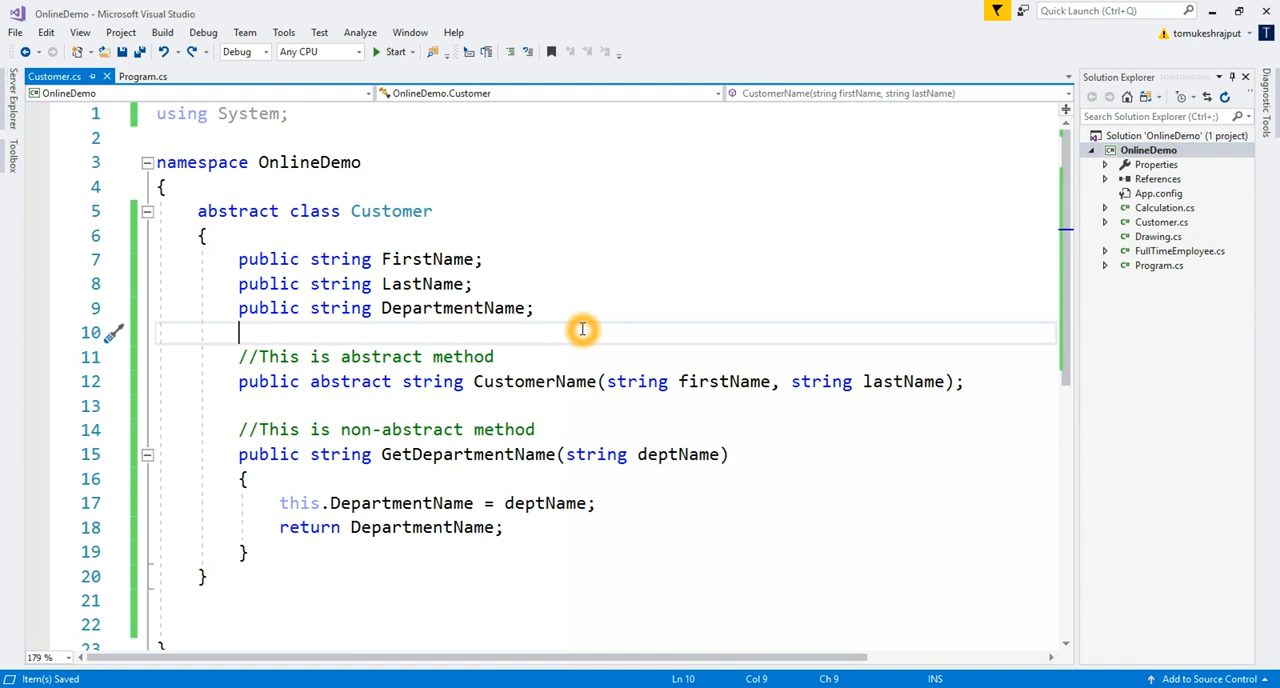 OnlineDemo - Microsoft Visual Studio
Quick Launch (Ctrl+Q)
File Edit View Project Build Debug Team Tools Test Analyze Window Help
tomukeshrajput
T
Debug Any CPU Start
Server Explorer
Toolbox
Customer.cs Program.cs
OnlineDemo OnlineDemo.Customer CustomerName(string firstName, string lastName)
1 using System;
2
3 namespace OnlineDemo
4 {
5 abstract class Customer
6 {
7 public string FirstName;
8 public string LastName;
9 public string DepartmentName;
10
11 //This is abstract method
12 public abstract string CustomerName(string firstName, string lastName);
13
14 //This is non-abstract method
15 public string GetDepartmentName(string deptName)
16 {
17 this.DepartmentName = deptName;
18 return DepartmentName;
19 }
20 }
21
22
23 }
179 %
Solution Explorer
Search Solution Explorer (Ctrl+;)
Solution 'OnlineDemo' (1 project)
OnlineDemo
Properties
References
App.config
Calculation.cs
Customer.cs
Drawing.cs
FullTimeEmployee.cs
Program.cs
Diagnostic Tools
Item(s) Saved Ln 10 Col 9 Ch 9 INS Add to Source Control